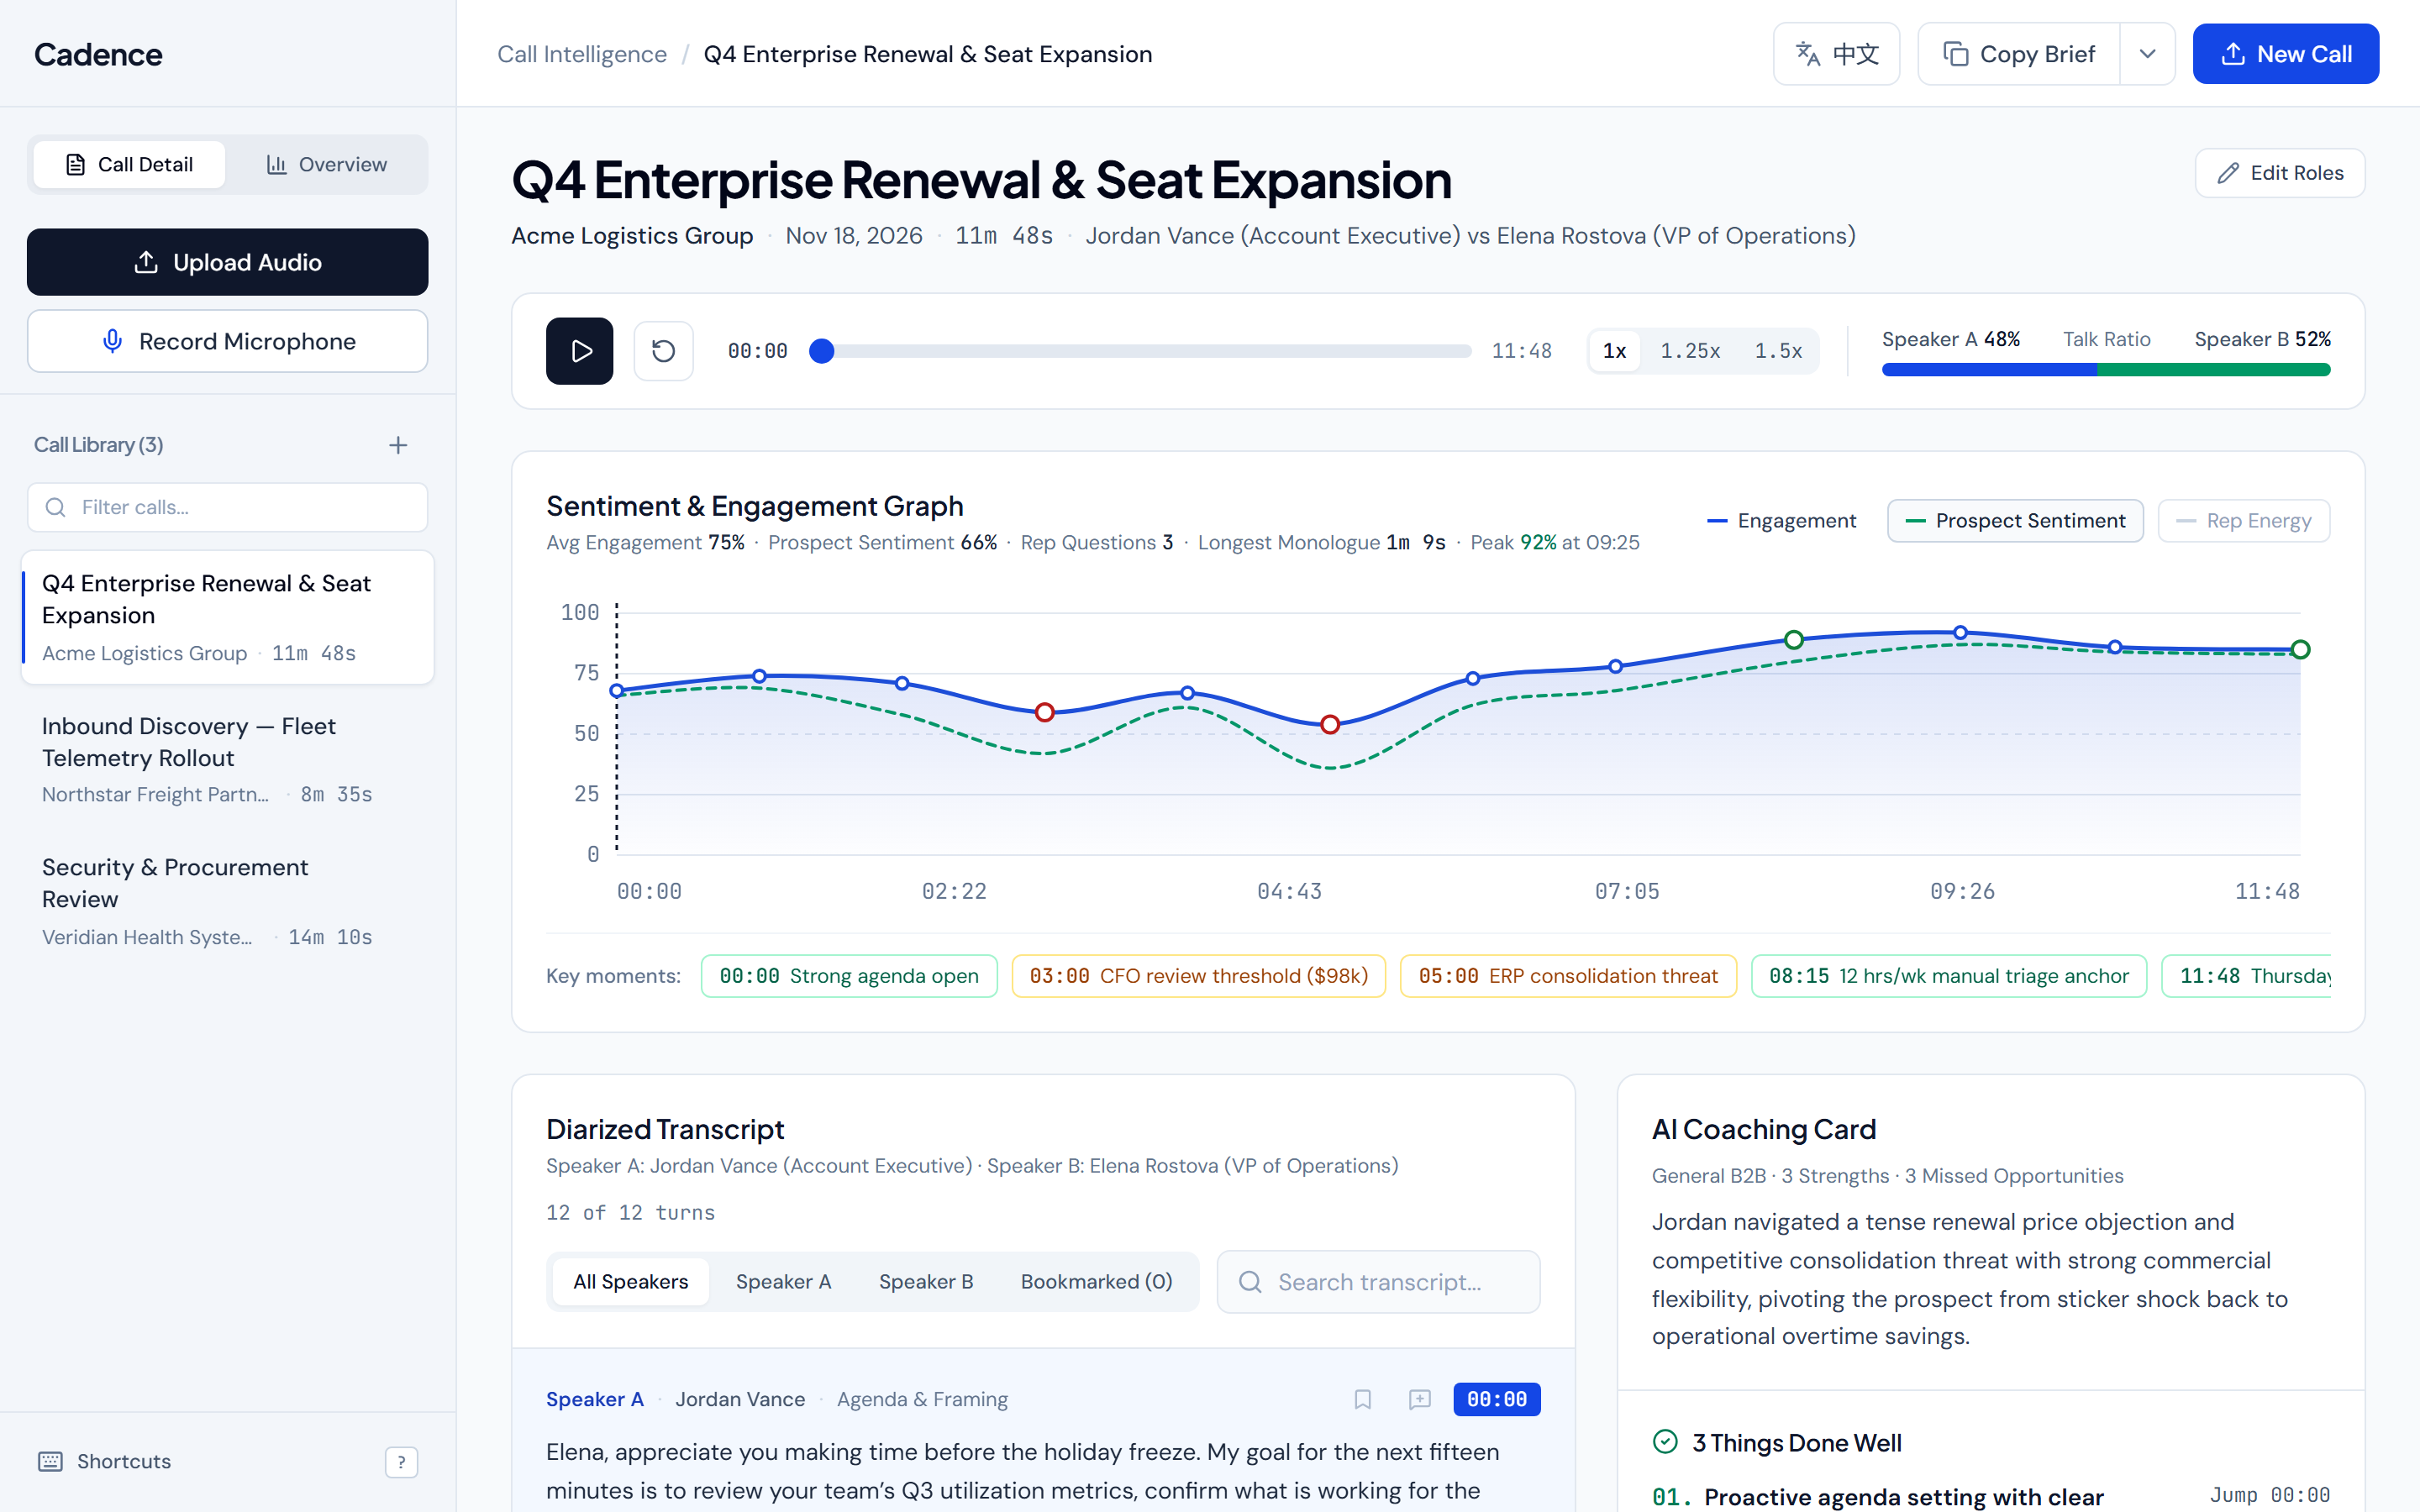 Cadence
Call Intelligence / Q4 Enterprise Renewal & Seat Expansion
中文
Copy Brief
New Call
Call Detail
Overview
Upload Audio
Record Microphone
Call Library (3)
Filter calls...
Q4 Enterprise Renewal & Seat
Expansion
Acme Logistics Group · 11m 48s
Inbound Discovery — Fleet
Telemetry Rollout
Northstar Freight Partn... · 8m 35s
Security & Procurement
Review
Veridian Health Syste... · 14m 10s
Shortcuts
?
Q4 Enterprise Renewal & Seat Expansion
Edit Roles
Acme Logistics Group · Nov 18, 2026 · 11m 48s · Jordan Vance (Account Executive) vs Elena Rostova (VP of Operations)
00:00
11:48
1x
1.25x
1.5x
Speaker A 48%
Talk Ratio
Speaker B 52%
Sentiment & Engagement Graph
Avg Engagement 75% · Prospect Sentiment 66% · Rep Questions 3 · Longest Monologue 1m 9s · Peak 92% at 09:25
Engagement
Prospect Sentiment
Rep Energy
100
75
50
25
0
00:00
02:22
04:43
07:05
09:26
11:48
Key moments:
00:00 Strong agenda open
03:00 CFO review threshold ($98k)
05:00 ERP consolidation threat
08:15 12 hrs/wk manual triage anchor
11:48 Thursday
Diarized Transcript
Speaker A: Jordan Vance (Account Executive) · Speaker B: Elena Rostova (VP of Operations)
12 of 12 turns
All Speakers
Speaker A
Speaker B
Bookmarked (0)
Search transcript...
Speaker A · Jordan Vance · Agenda & Framing
00:00
Elena, appreciate you making time before the holiday freeze. My goal for the next fifteen
minutes is to review your team’s Q3 utilization metrics, confirm what is working for the
AI Coaching Card
General B2B · 3 Strengths · 3 Missed Opportunities
Jordan navigated a tense renewal price objection and
competitive consolidation threat with strong commercial
flexibility, pivoting the prospect from sticker shock back to
operational overtime savings.
3 Things Done Well
01. Proactive agenda setting with clear
Jump 00:00